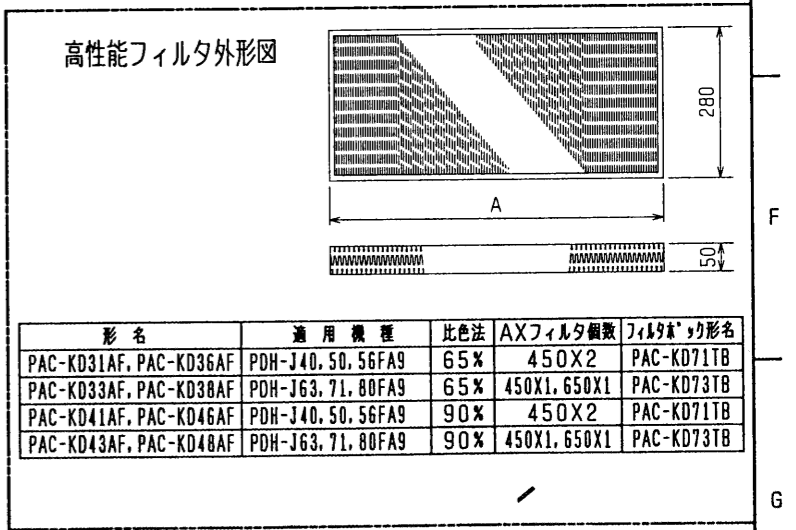 高性能フィルタ外形図
280
A
F
50
形 名 適 用 機 種 比色法 AXフィルタ個数 フィルタボック形名
PAC-KD31AF, PAC-KD36AF PDH-J40, 50, 56FA9 65% 450X2 PAC-KD71TB
PAC-KD33AF, PAC-KD38AF PDH-J63, 71, 80FA9 65% 450X1, 650X1 PAC-KD73TB
PAC-KD41AF, PAC-KD46AF PDH-J40, 50, 56FA9 90% 450X2 PAC-KD71TB
PAC-KD43AF, PAC-KD48AF PDH-J63, 71, 80FA9 90% 450X1, 650X1 PAC-KD73TB
G